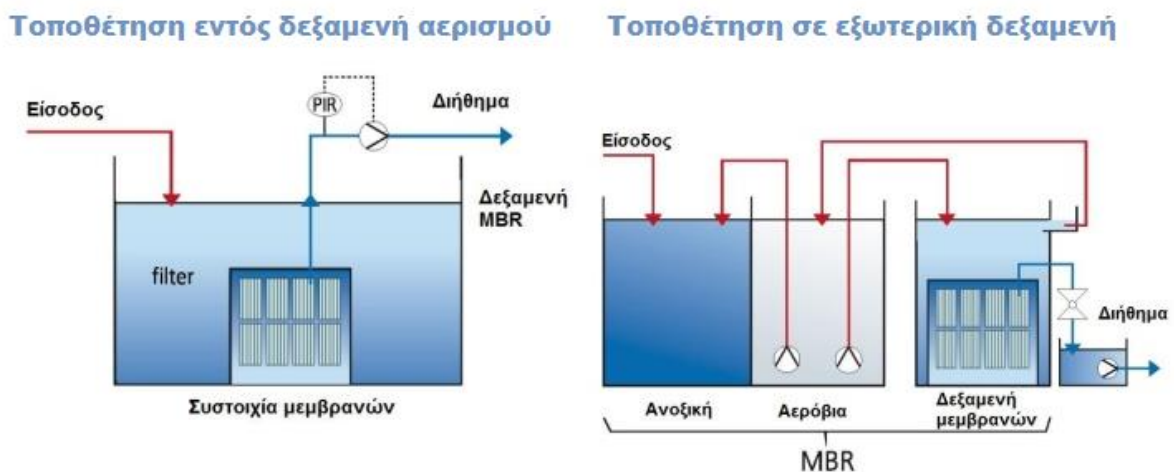 Τοποθέτηση εντός δεξαμενή αερισμού
Είσοδος
PIR
Διήθημα
Δεξαμενή
MBR
filter
Συστοιχία μεμβρανών
Τοποθέτηση σε εξωτερική δεξαμενή
Είσοδος
Διήθημα
Ανοξική
Αερόβια
Δεξαμενή
μεμβρανών
MBR